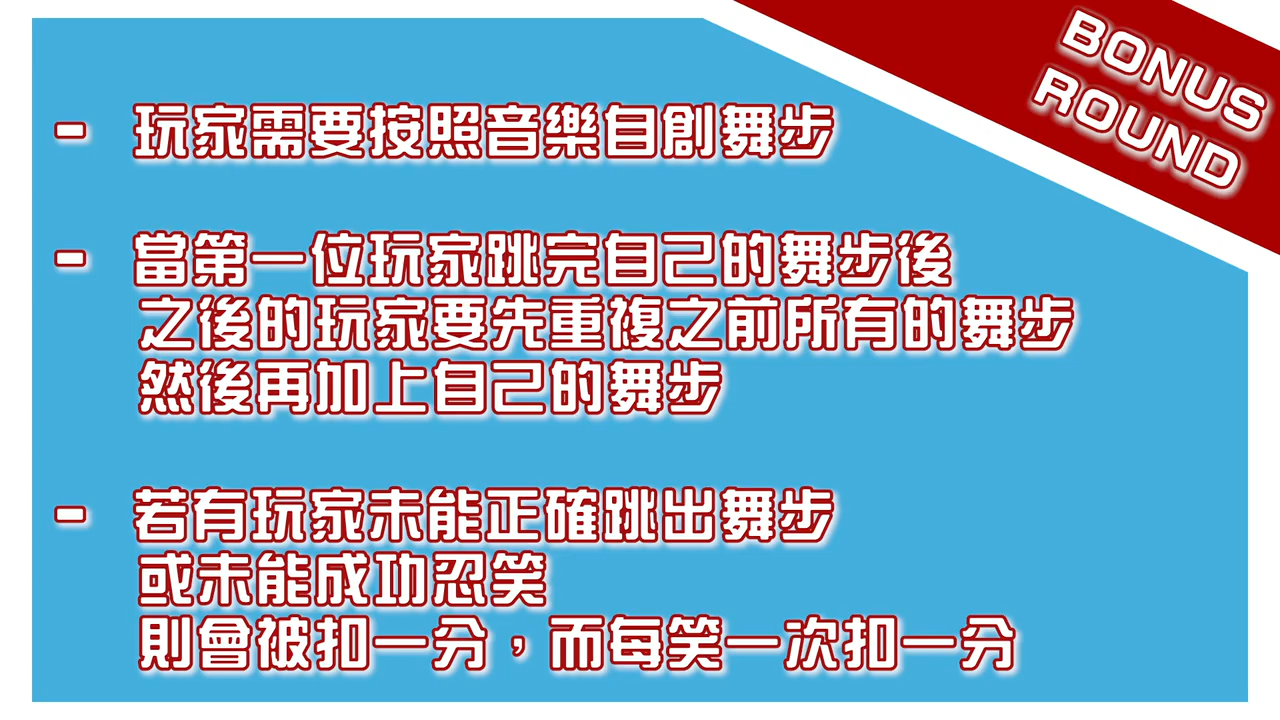 BONUS
ROUND
- 玩家需要按照音樂自創舞步
- 當第一位玩家跳完自己的舞步後
之後的玩家要先重複之前所有的舞步
然後再加上自己的舞步
- 若有玩家未能正確跳出舞步
或未能成功忍笑
則會被扣一分，而每笑一次扣一分